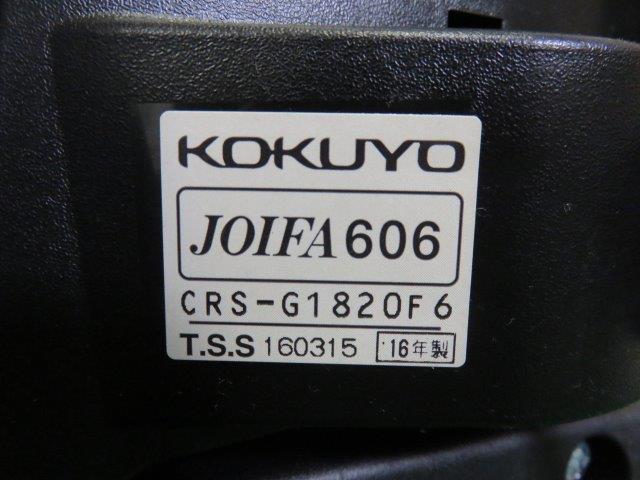 KOKUYO
JOIFA 606
CRS-G1820F6
T.S.S 160315 '16年製